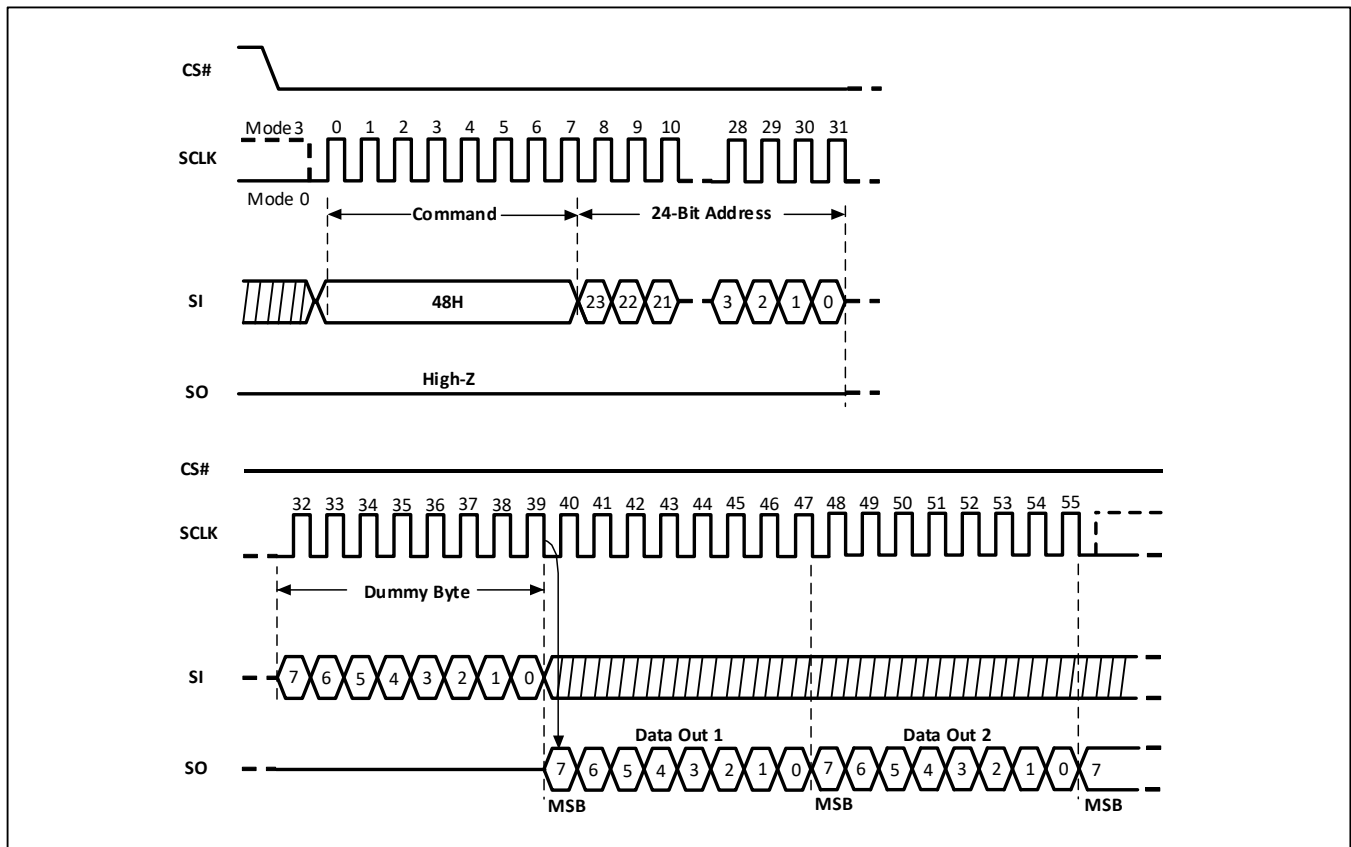 CS#
Mode 3 0 1 2 3 4 5 6 7 8 9 10 28 29 30 31
SCLK
Mode 0
Command 24-Bit Address
SI 48H 23 22 21 3 2 1 0
High-Z
SO
CS#
32 33 34 35 36 37 38 39 40 41 42 43 44 45 46 47 48 49 50 51 52 53 54 55
SCLK
Dummy Byte
SI 7 6 5 4 3 2 1 0
Data Out 1 Data Out 2
SO 7 6 5 4 3 2 1 0 7 6 5 4 3 2 1 0 7
MSB MSB MSB